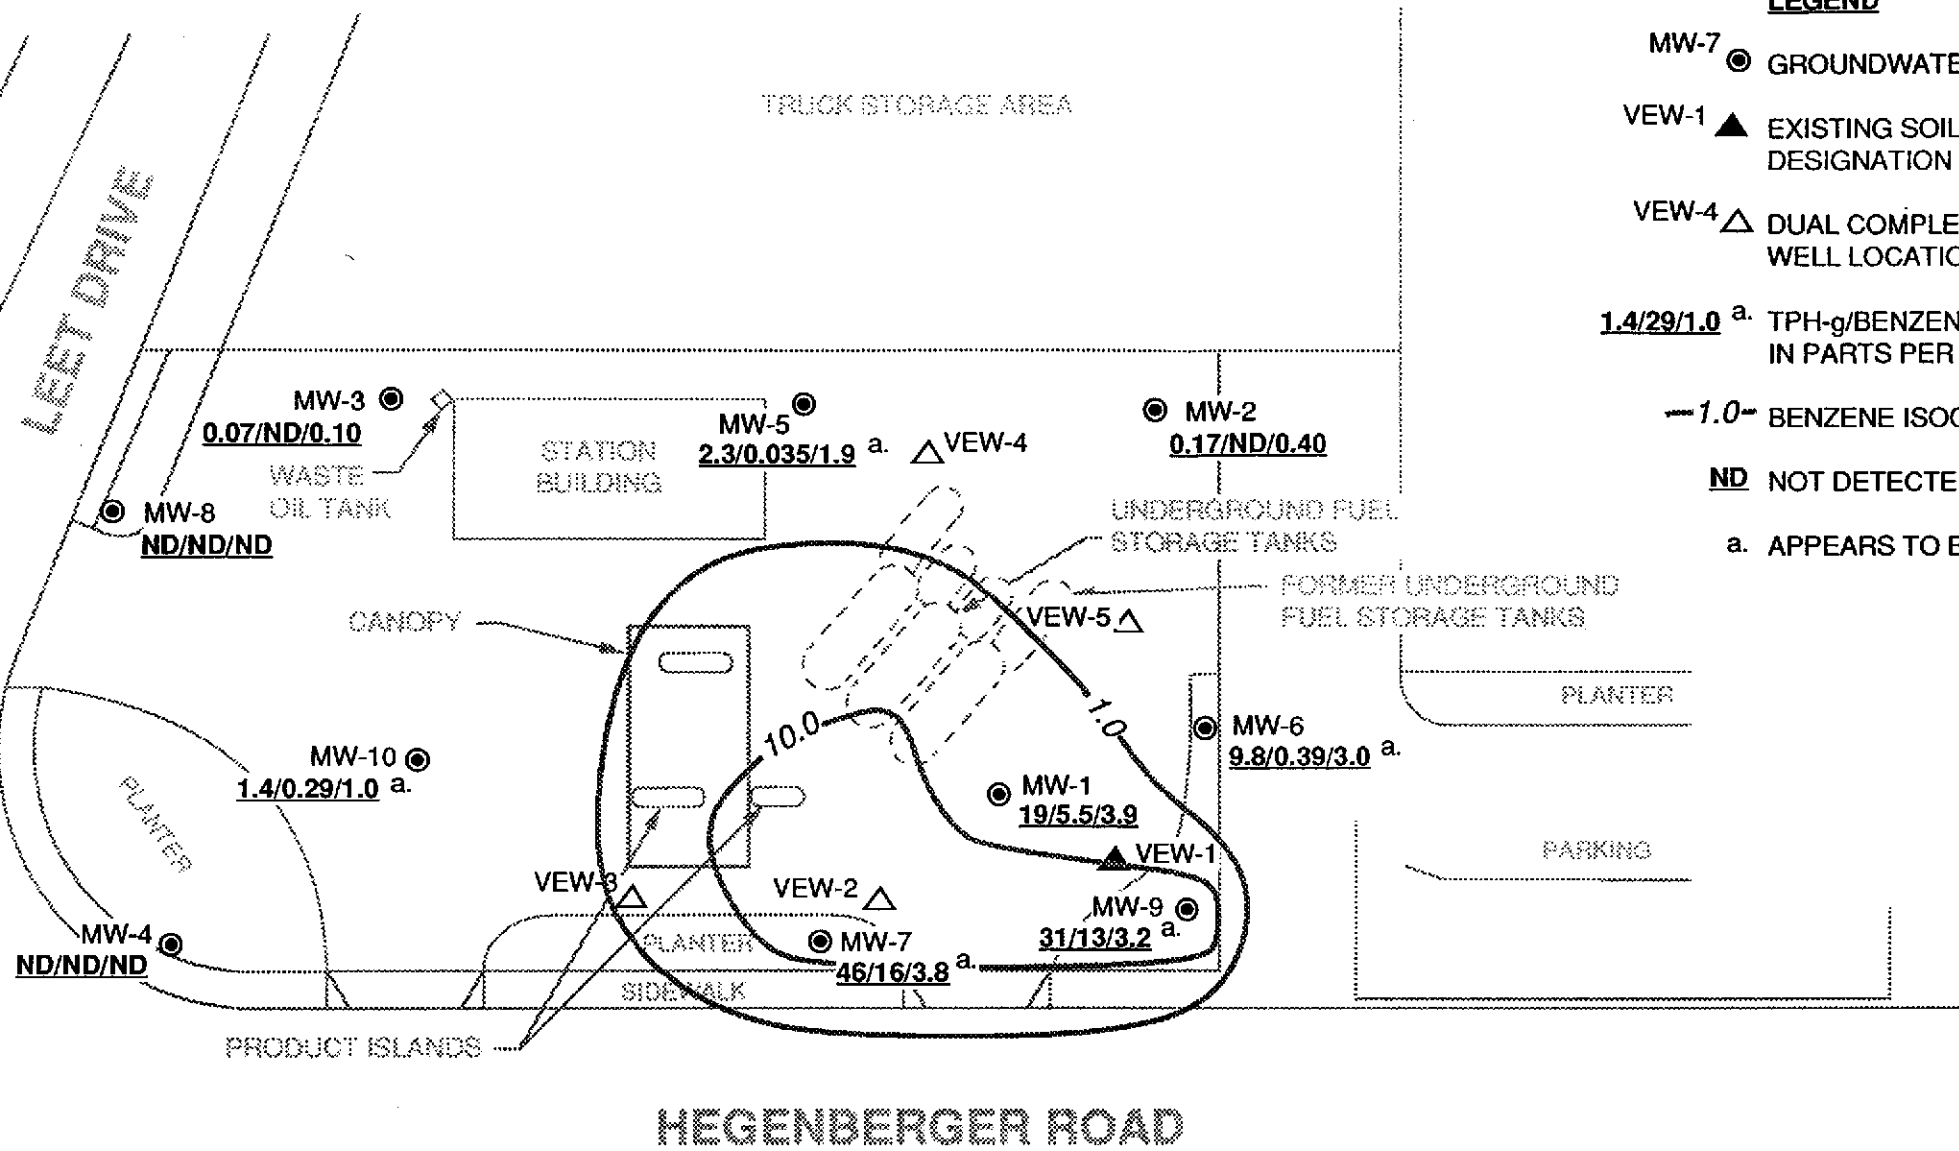 LEGEND
MW-7
GROUNDWATE
VEW-1
EXISTING SOIL
DESIGNATION
VEW-4
DUAL COMPLE
WELL LOCATIO
1.4/29/1.0 a.
TPH-g/BENZEN
IN PARTS PER
1.0
BENZENE ISOC
ND
NOT DETECTE
a.
APPEARS TO B
TRUCK STORAGE AREA
LEET DRIVE
MW-3
0.07/ND/0.10
WASTE
OIL TANK
STATION
BUILDING
MW-5
2.3/0.035/1.9 a.
VEW-4
MW-2
0.17/ND/0.40
MW-8
ND/ND/ND
UNDERGROUND FUEL
STORAGE TANKS
FORMER UNDERGROUND
FUEL STORAGE TANKS
CANOPY
VEW-5
PLANTER
1.0
10.0
MW-6
9.8/0.39/3.0 a.
MW-10
1.4/0.29/1.0 a.
PLANTER
MW-1
19/5.5/3.9
VEW-1
PARKING
VEW-3
VEW-2
MW-9
31/13/3.2 a.
MW-4
ND/ND/ND
PLANTER
MW-7
46/16/3.8 a.
SIDEWALK
PRODUCT ISLANDS
HEGENBERGER ROAD